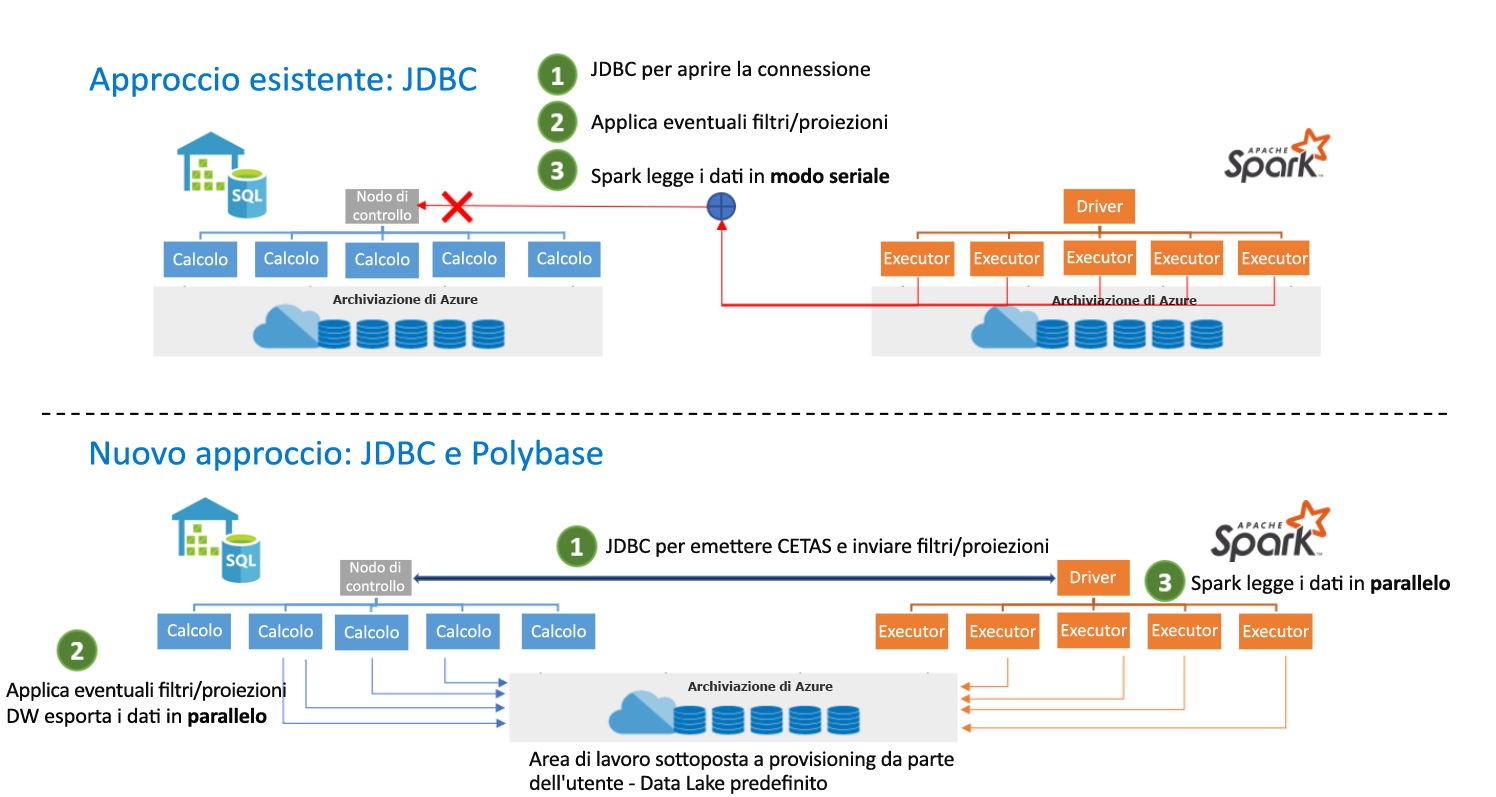 Approccio esistente: JDBC
1 JDBC per aprire la connessione
2 Applica eventuali filtri/proiezioni
3 Spark legge i dati in modo seriale
SQL
APACHE
Spark
TM
Nodo di
controllo
Driver
Calcolo Calcolo Calcolo Calcolo Calcolo
Executor Executor Executor Executor Executor
Archiviazione di Azure
Archiviazione di Azure
Nuovo approccio: JDBC e Polybase
SQL
APACHE
Spark
TM
1 JDBC per emettere CETAS e inviare filtri/proiezioni
Nodo di
controllo
Driver
3 Spark legge i dati in parallelo
Calcolo Calcolo Calcolo Calcolo Calcolo
Executor Executor Executor Executor Executor
2
Applica eventuali filtri/proiezioni
DW esporta i dati in parallelo
Archiviazione di Azure
Area di lavoro sottoposta a provisioning da parte
dell'utente - Data Lake predefinito